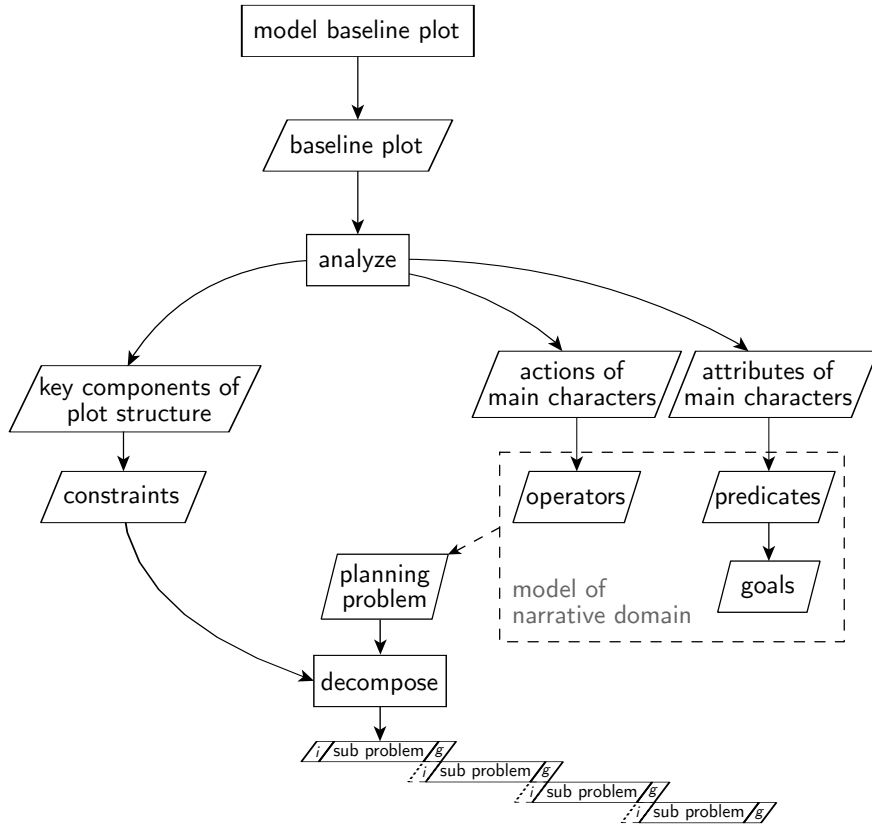 model baseline plot
baseline plot
analyze
key components of
plot structure
actions of
main characters
attributes of
main characters
constraints
operators
predicates
planning
problem
model of
narrative domain
goals
decompose
i sub problem g
i sub problem g
i sub problem g
i sub problem g